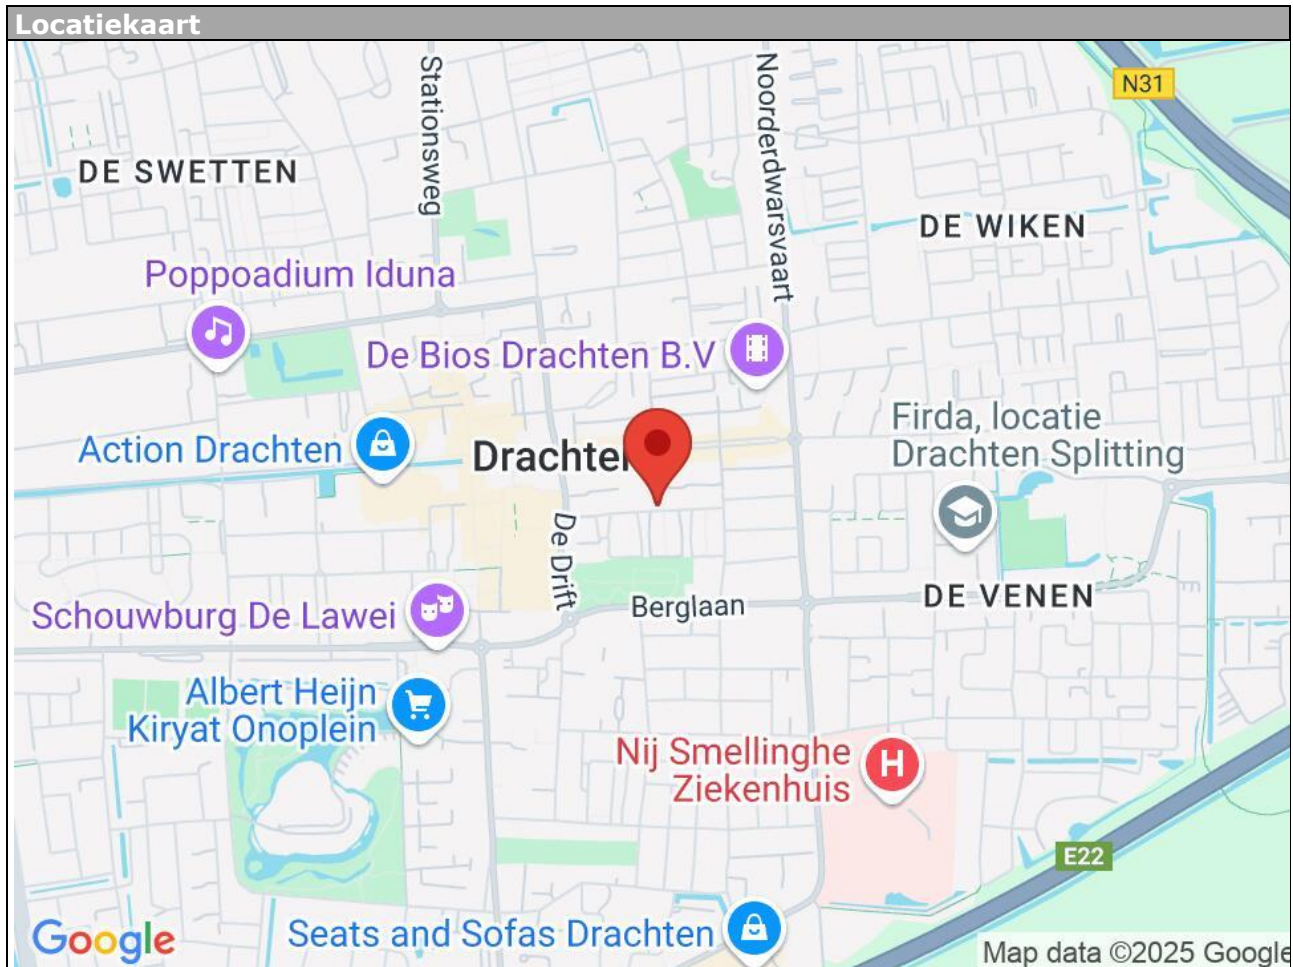 Locatiekaart
N31
Stationsweg
Noorderdwarsvaart
DE SWETTEN
DE WIKEN
Poppoadium Iduna
De Bios Drachten B.V
Firda, locatie
Drachten Splitting
Action Drachten
Drachte
De Drift
DE VENEN
Berglaan
Schouwburg De Lawei
Albert Heijn
Kiryat Onoplein
Nij Smellinghe
Ziekenhuis
H
E22
Seats and Sofas Drachten
Google
Map data ©2025 Google